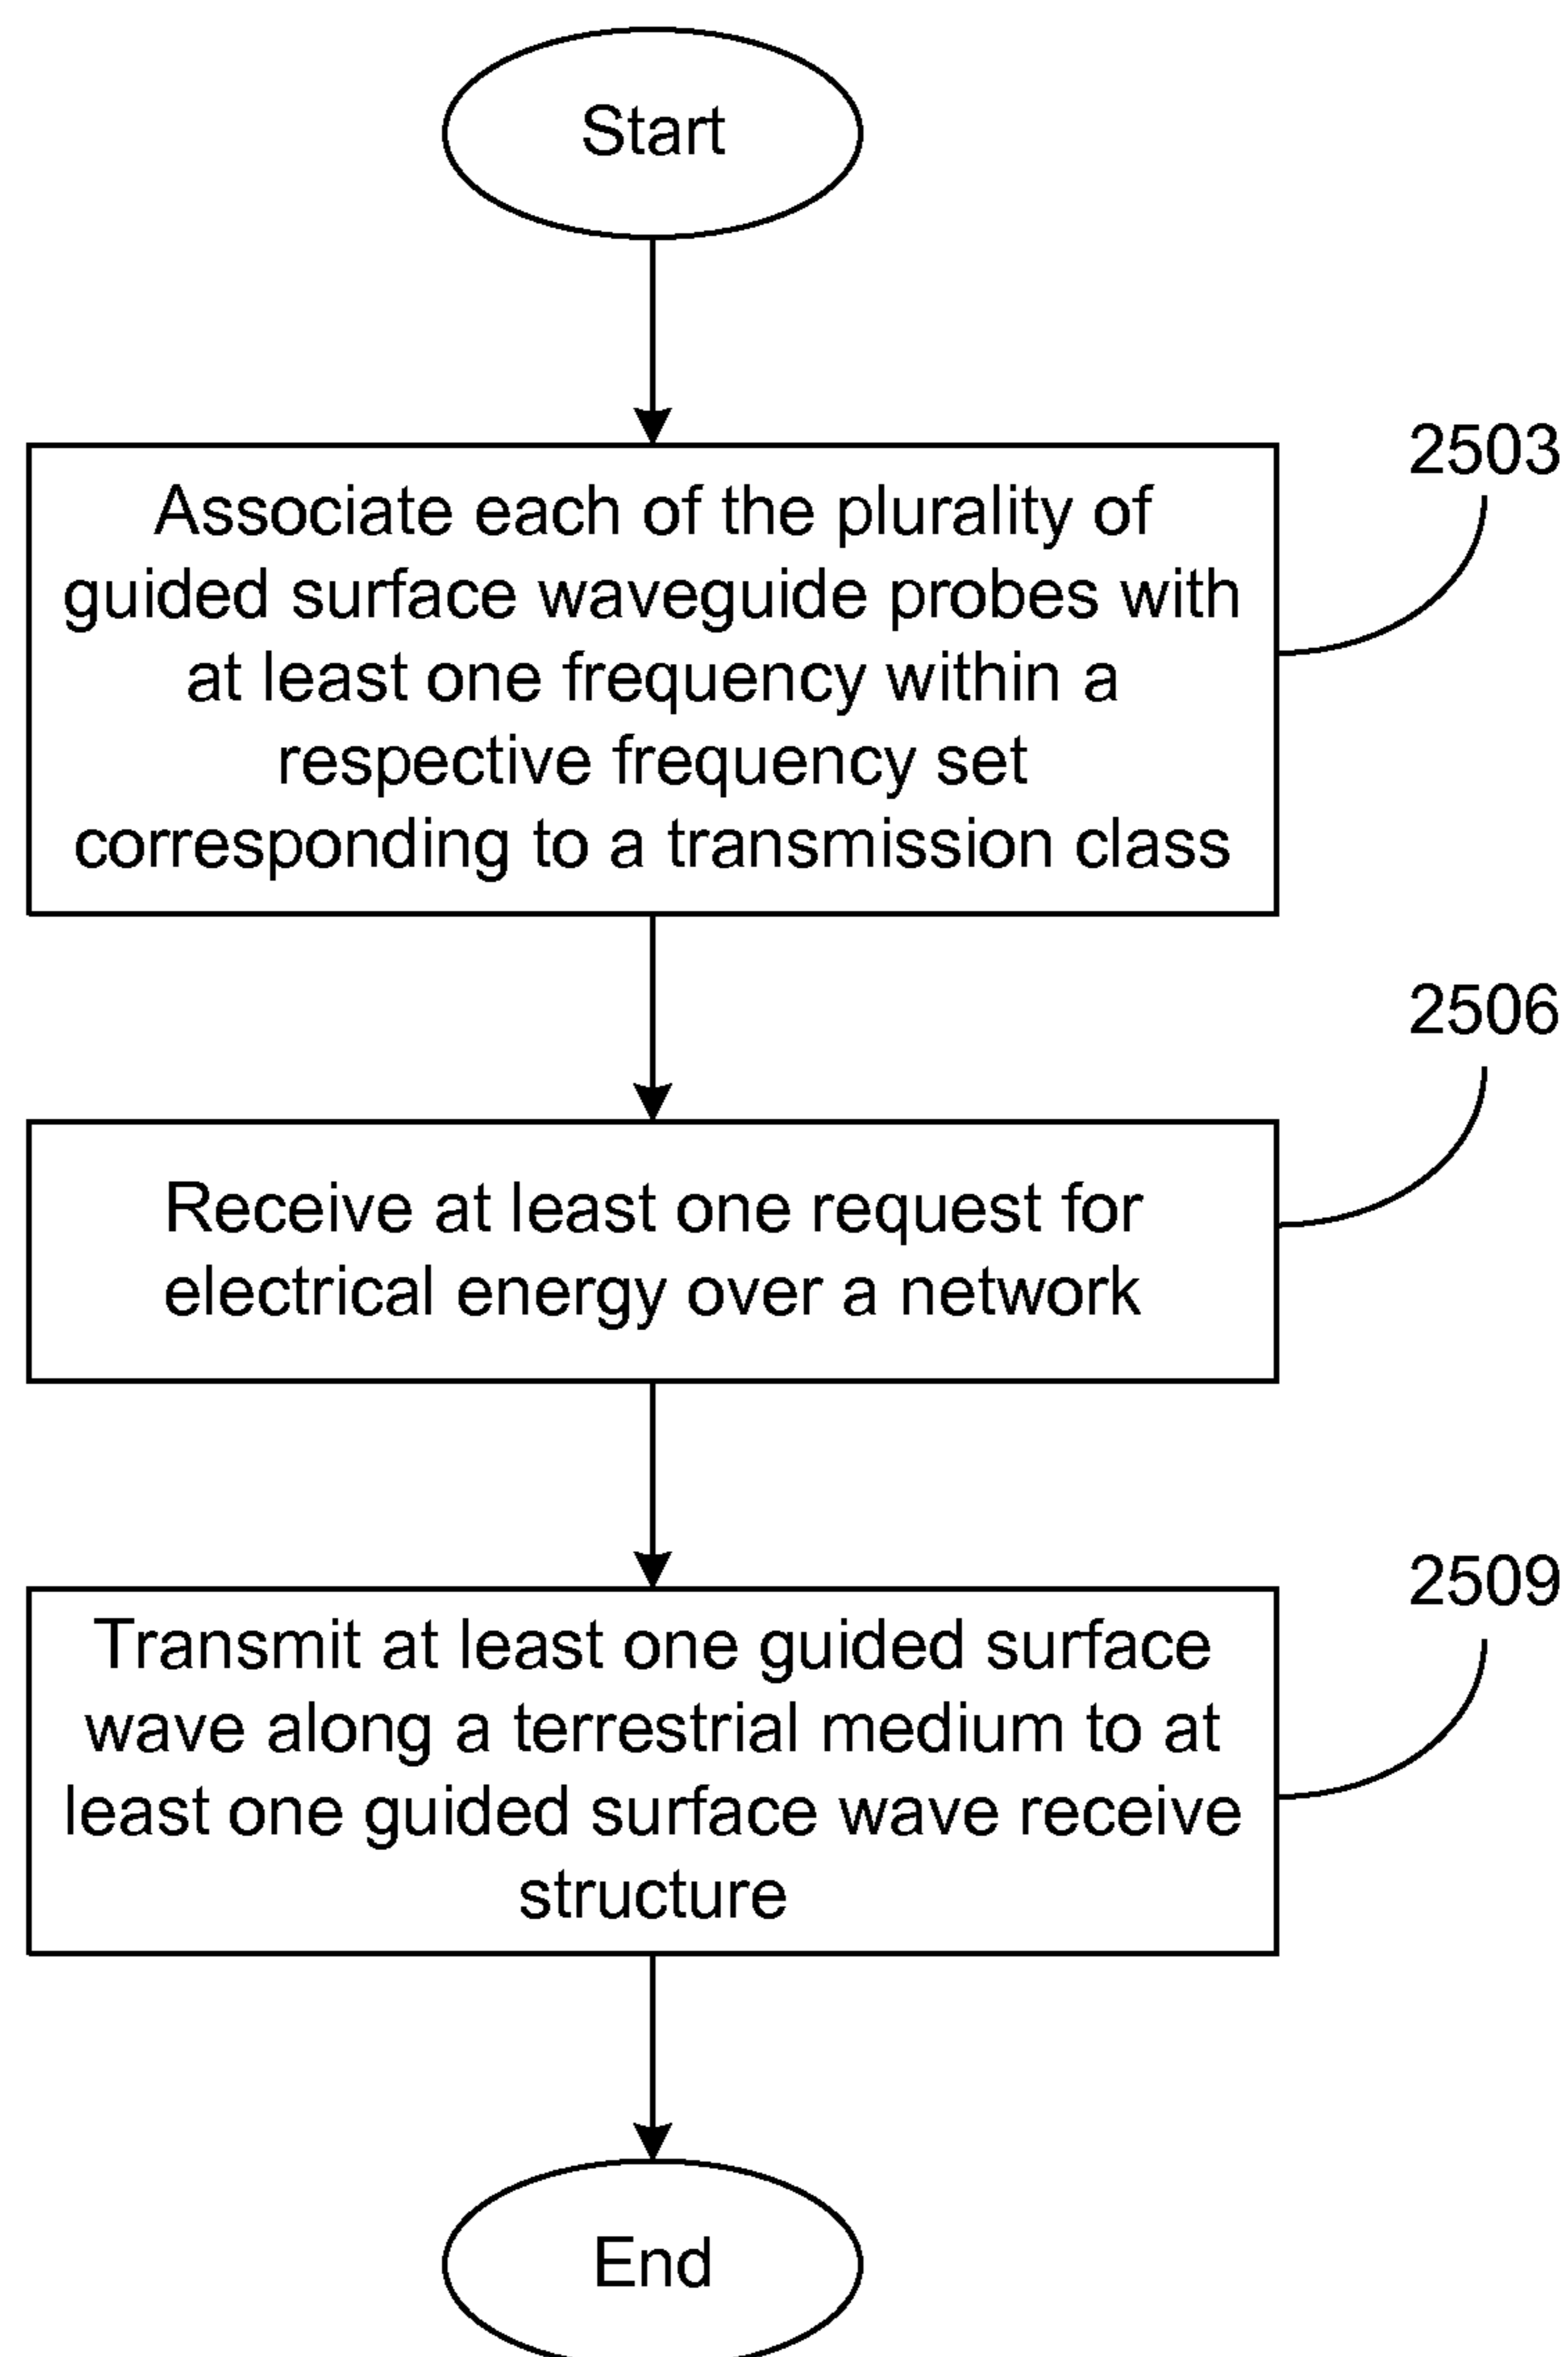 Start
2503
Associate each of the plurality of
guided surface waveguide probes with
at least one frequency within a
respective frequency set
corresponding to a transmission class
2506
Receive at least one request for
electrical energy over a network
2509
Transmit at least one guided surface
wave along a terrestrial medium to at
least one guided surface wave receive
structure
End